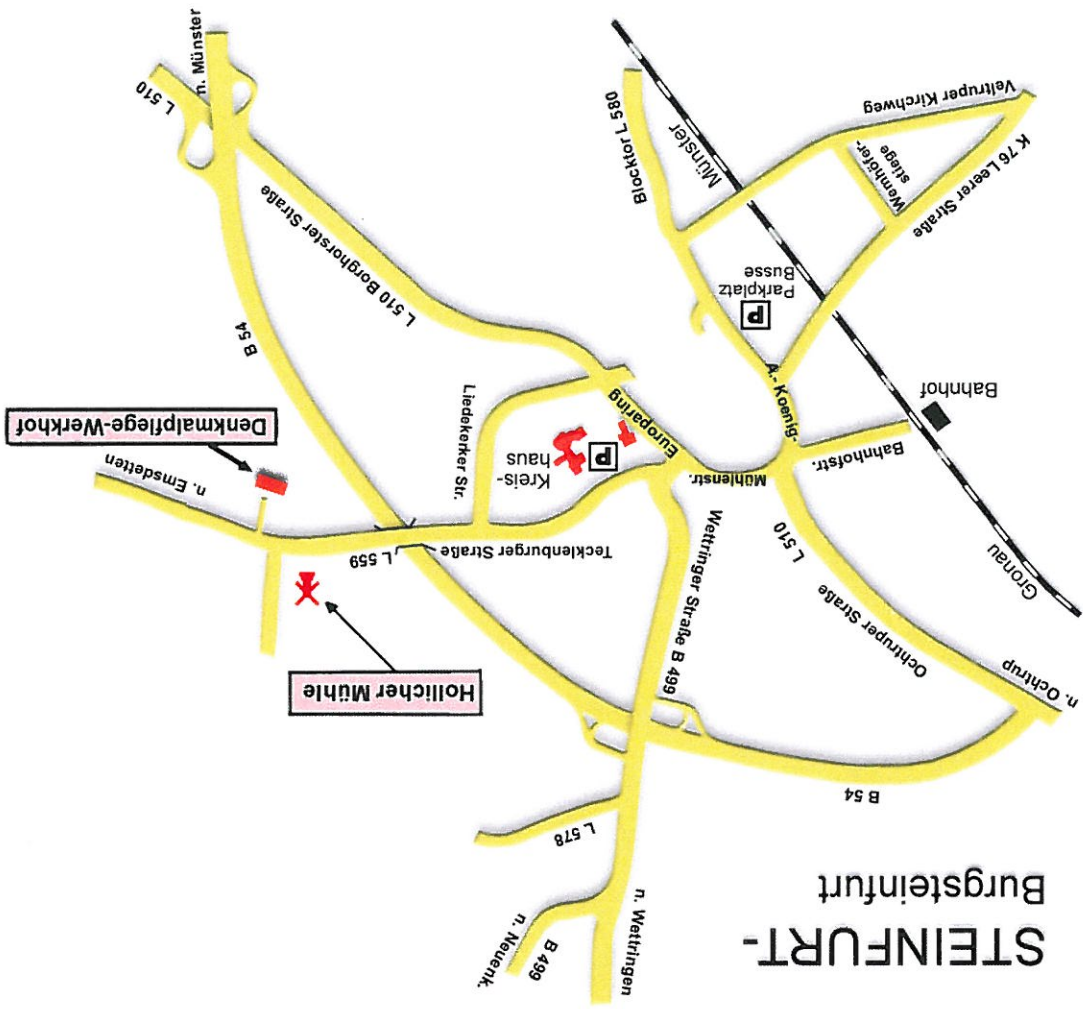 STEINFURT-
Burgsteinfurt
n. Wettringen
B 499
n. Neuenk.
L 578
B 54
n. Ochtrup
Gronau
Ochtruper Straße
L 510
Wettringer Straße B 499
Hollicher Mühle
L 559
Tecklenburger Straße
n. Emsdetten
Denkmalpflege-Werkhof
Bahnhof
Bahnhofstr.
Mühlenstr.
Europaring
Kreis-
haus
P
Liedekerker Str.
A.- Koenig-
P
Parkplatz
Busse
B 54
L 510 Borghorster Straße
K 76 Leerer Straße
Wemhöfer-
stiege
Veltruper Kirchweg
Münster
Blocktor L 580
L 510
n. Münster